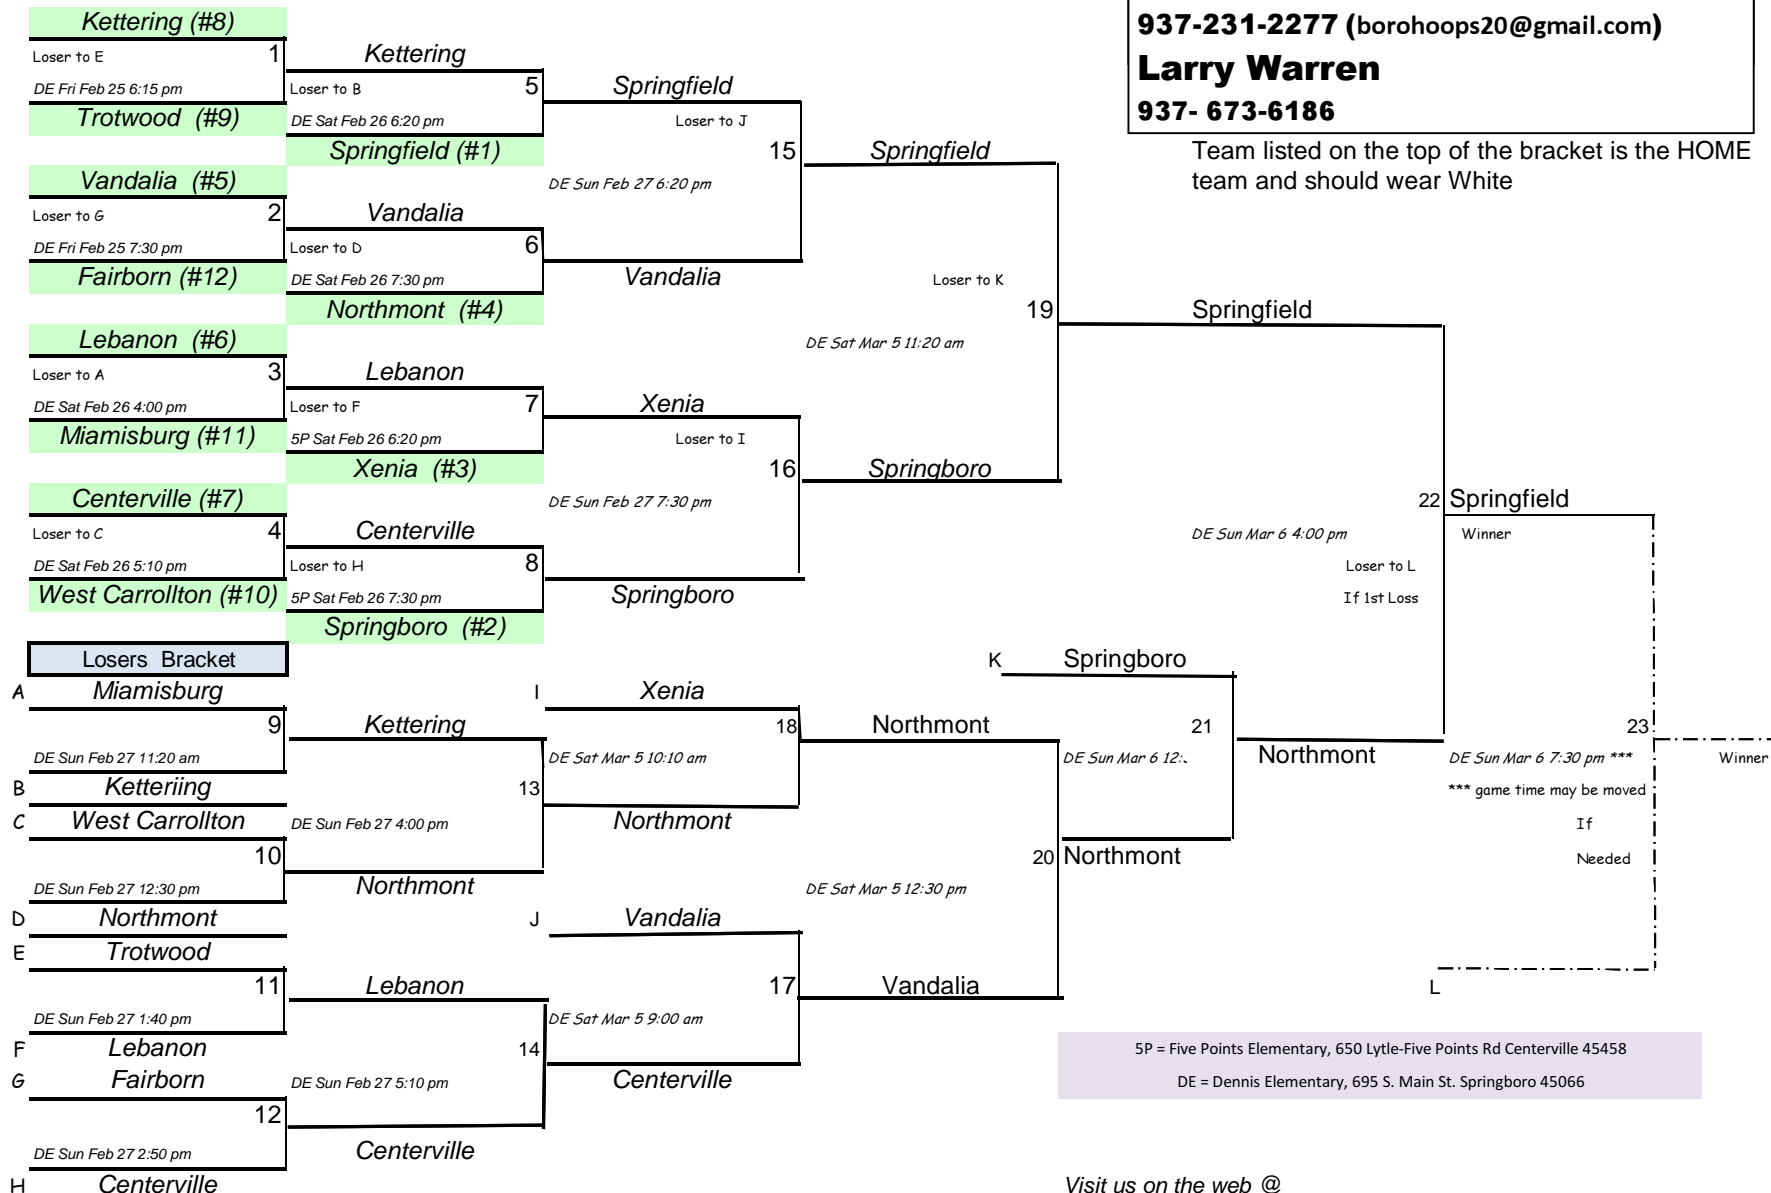 937-231-2277 (borohoops20@gmail.com)
Larry Warren
937- 673-6186
Team listed on the top of the bracket is the HOME
team and should wear White
Kettering (#8)
Loser to E
1
DE Fri Feb 25 6:15 pm
Trotwood (#9)
Vandalia (#5)
Loser to G
2
DE Fri Feb 25 7:30 pm
Fairborn (#12)
Lebanon (#6)
Loser to A
3
DE Sat Feb 26 4:00 pm
Miamisburg (#11)
Centerville (#7)
Loser to C
4
DE Sat Feb 26 5:10 pm
West Carrollton (#10)
Kettering
Loser to B
5
DE Sat Feb 26 6:20 pm
Springfield (#1)
Vandalia
Loser to D
6
DE Sat Feb 26 7:30 pm
Northmont (#4)
Lebanon
Loser to F
7
5P Sat Feb 26 6:20 pm
Xenia (#3)
Centerville
Loser to H
8
5P Sat Feb 26 7:30 pm
Springboro (#2)
Springfield
Loser to J
15
DE Sun Feb 27 6:20 pm
Vandalia
Xenia
Loser to I
16
DE Sun Feb 27 7:30 pm
Springboro
Springfield
Loser to K
19
DE Sat Mar 5 11:20 am
Springboro
Springfield
22
DE Sun Mar 6 4:00 pm
Loser to L
If 1st Loss
Springfield
Winner
Losers Bracket
A Miamisburg
9
DE Sun Feb 27 11:20 am
B Ketteriing
C West Carrollton
10
DE Sun Feb 27 12:30 pm
D Northmont
E Trotwood
11
DE Sun Feb 27 1:40 pm
F Lebanon
G Fairborn
12
DE Sun Feb 27 2:50 pm
H Centerville
Kettering
13
DE Sun Feb 27 4:00 pm
Northmont
Lebanon
14
DE Sun Feb 27 5:10 pm
Centerville
I Xenia
18
DE Sat Mar 5 10:10 am
Northmont
J Vandalia
17
DE Sat Mar 5 9:00 am
Centerville
Northmont
20
DE Sat Mar 5 12:30 pm
Vandalia
K Springboro
21
DE Sun Mar 6 12:
Northmont
Northmont
23
DE Sun Mar 6 7:30 pm ***
*** game time may be moved
If
Needed
L
Winner
5P = Five Points Elementary, 650 Lytle-Five Points Rd Centerville 45458
DE = Dennis Elementary, 695 S. Main St. Springboro 45066
Visit us on the web @